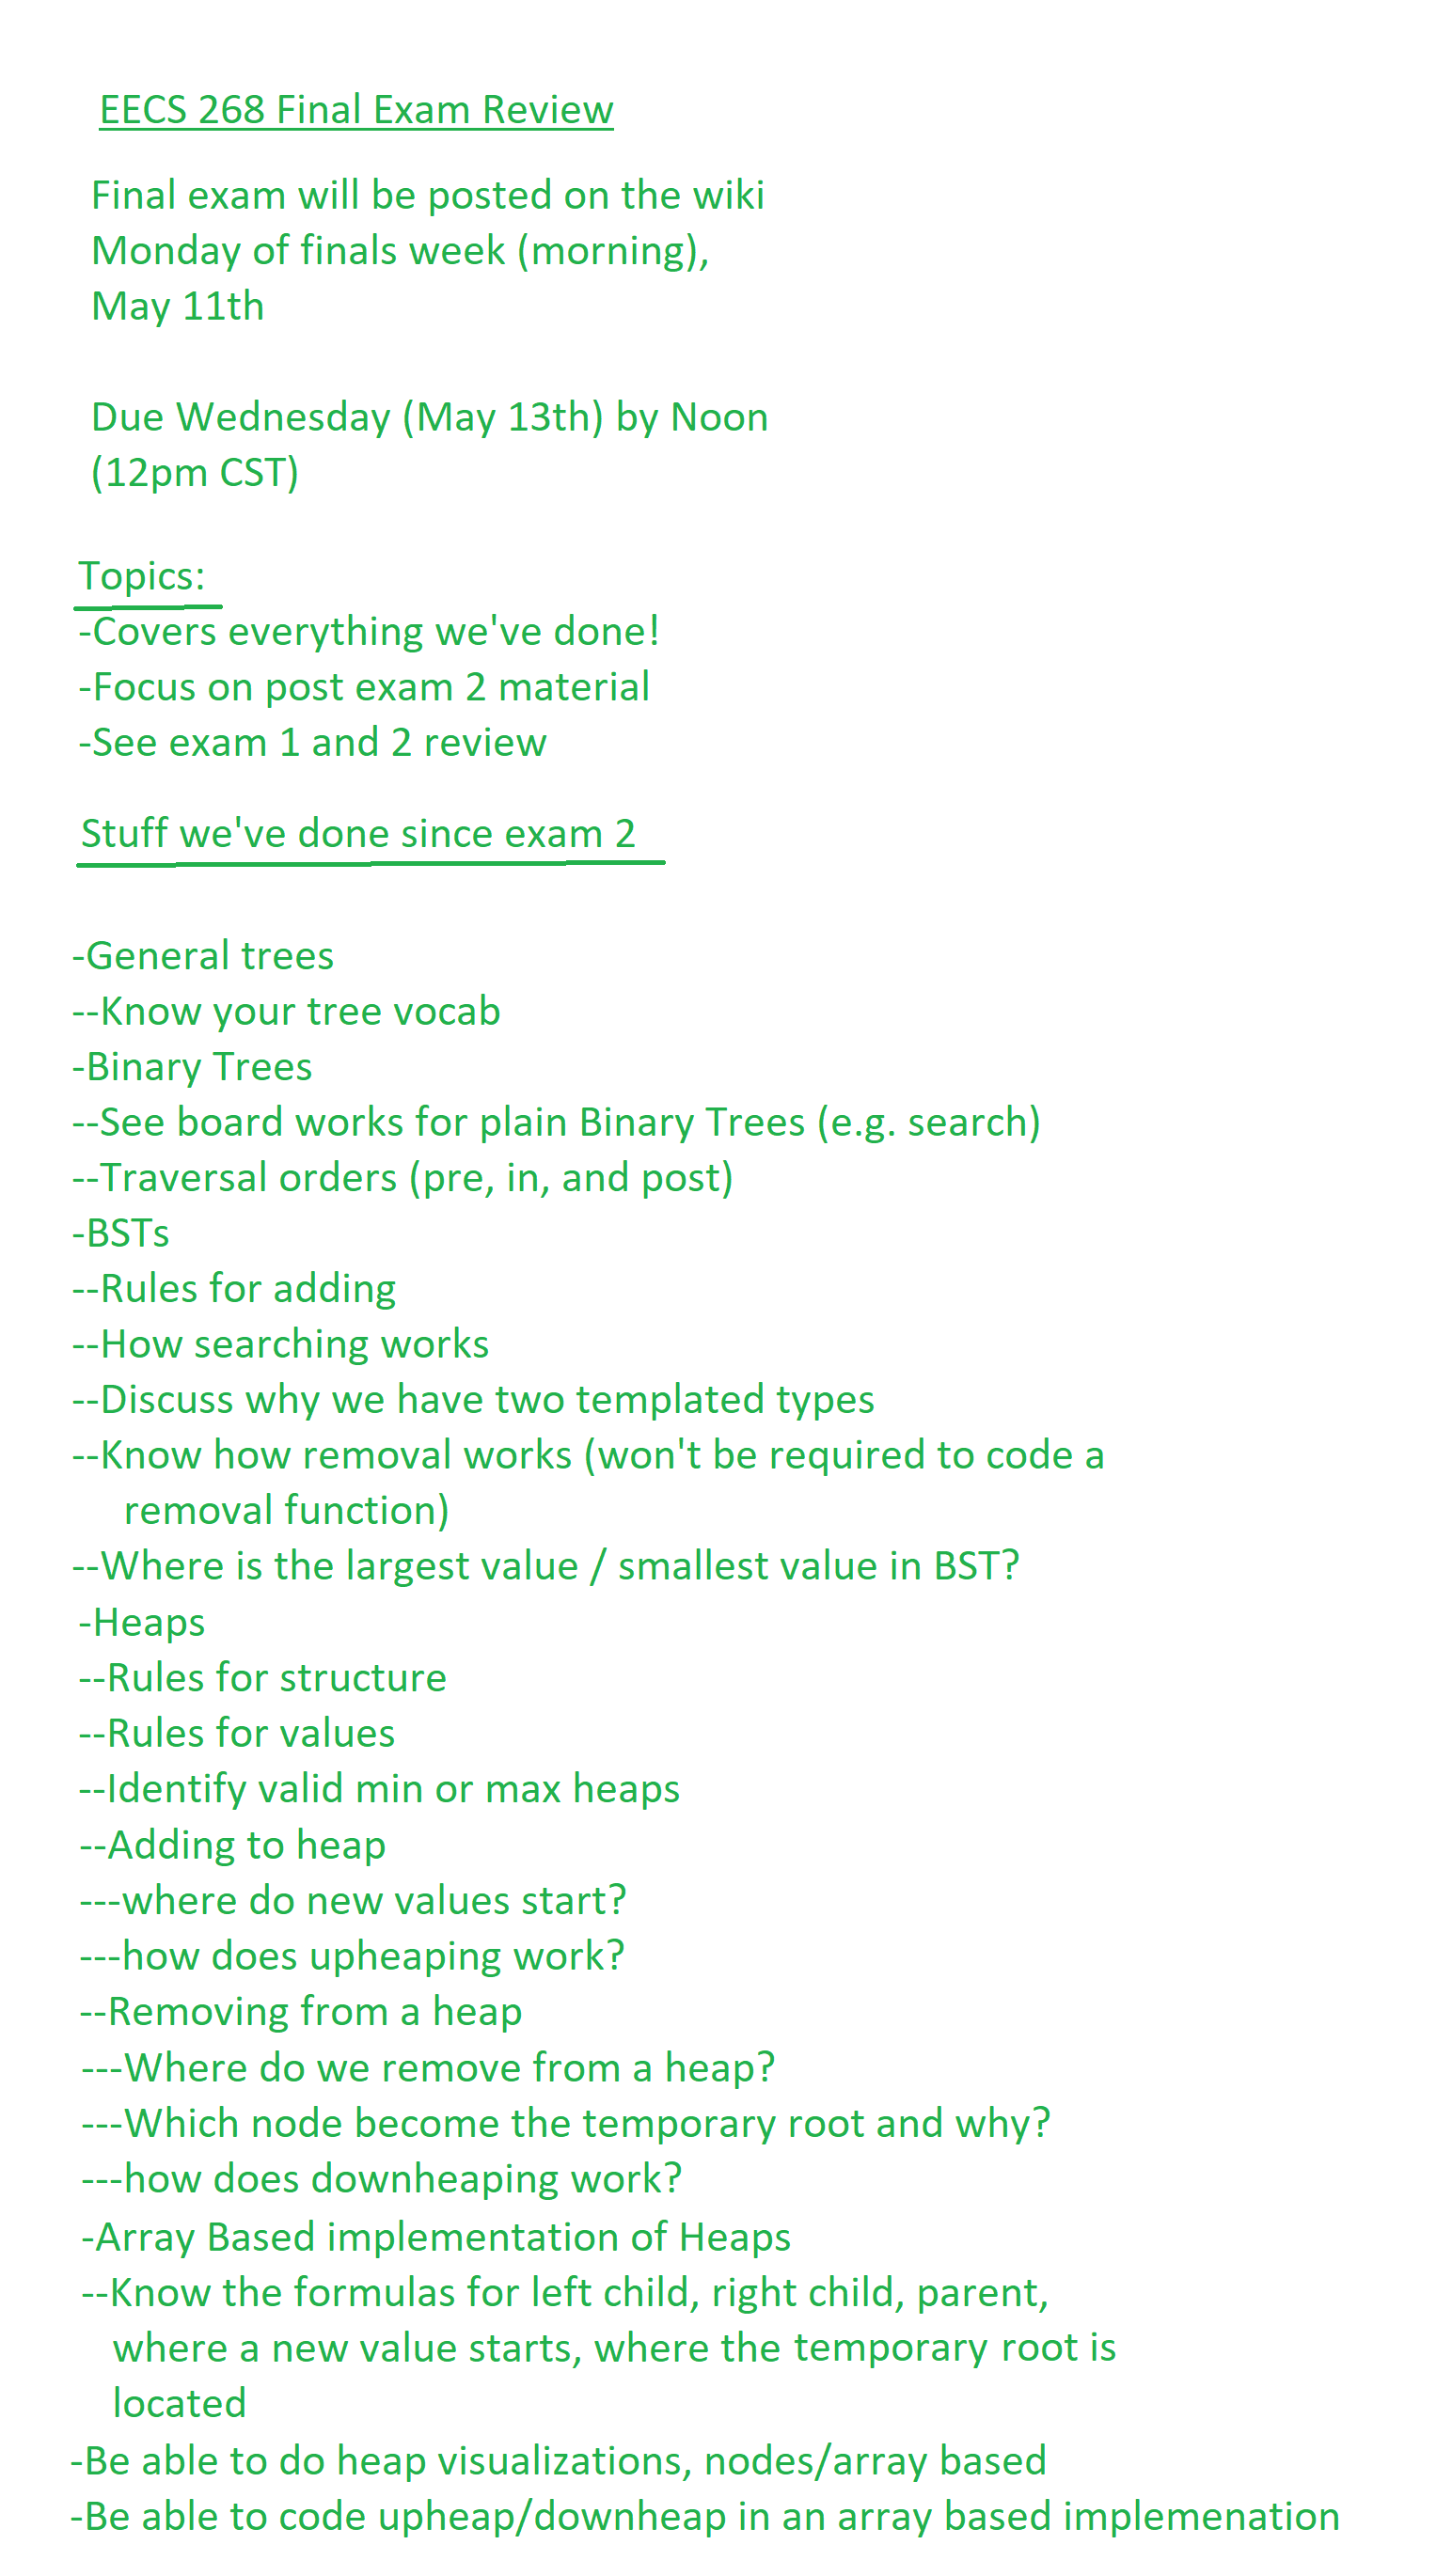 EECS 268 Final Exam Review
Final exam will be posted on the wiki
Monday of finals week (morning),
May 11th
Due Wednesday (May 13th) by Noon
(12pm CST)
Topics:
-Covers everything we've done!
-Focus on post exam 2 material
-See exam 1 and 2 review
Stuff we've done since exam 2
-General trees
--Know your tree vocab
-Binary Trees
--See board works for plain Binary Trees (e.g. search)
--Traversal orders (pre, in, and post)
-BSTs
--Rules for adding
--How searching works
--Discuss why we have two templated types
--Know how removal works (won't be required to code a
removal function)
--Where is the largest value / smallest value in BST?
-Heaps
--Rules for structure
--Rules for values
--Identify valid min or max heaps
--Adding to heap
---where do new values start?
---how does upheaping work?
--Removing from a heap
---Where do we remove from a heap?
---Which node become the temporary root and why?
---how does downheaping work?
-Array Based implementation of Heaps
--Know the formulas for left child, right child, parent,
where a new value starts, where the temporary root is
located
-Be able to do heap visualizations, nodes/array based
-Be able to code upheap/downheap in an array based implemenation